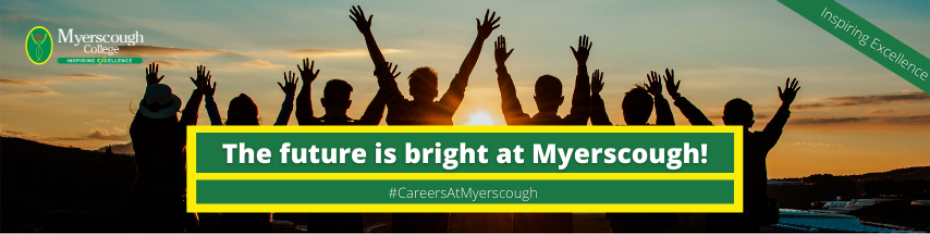 Myerscough
College
INSPIRING EXCELLENCE
Inspiring Excellence
The future is bright at Myerscough!
#CareersAtMyerscough